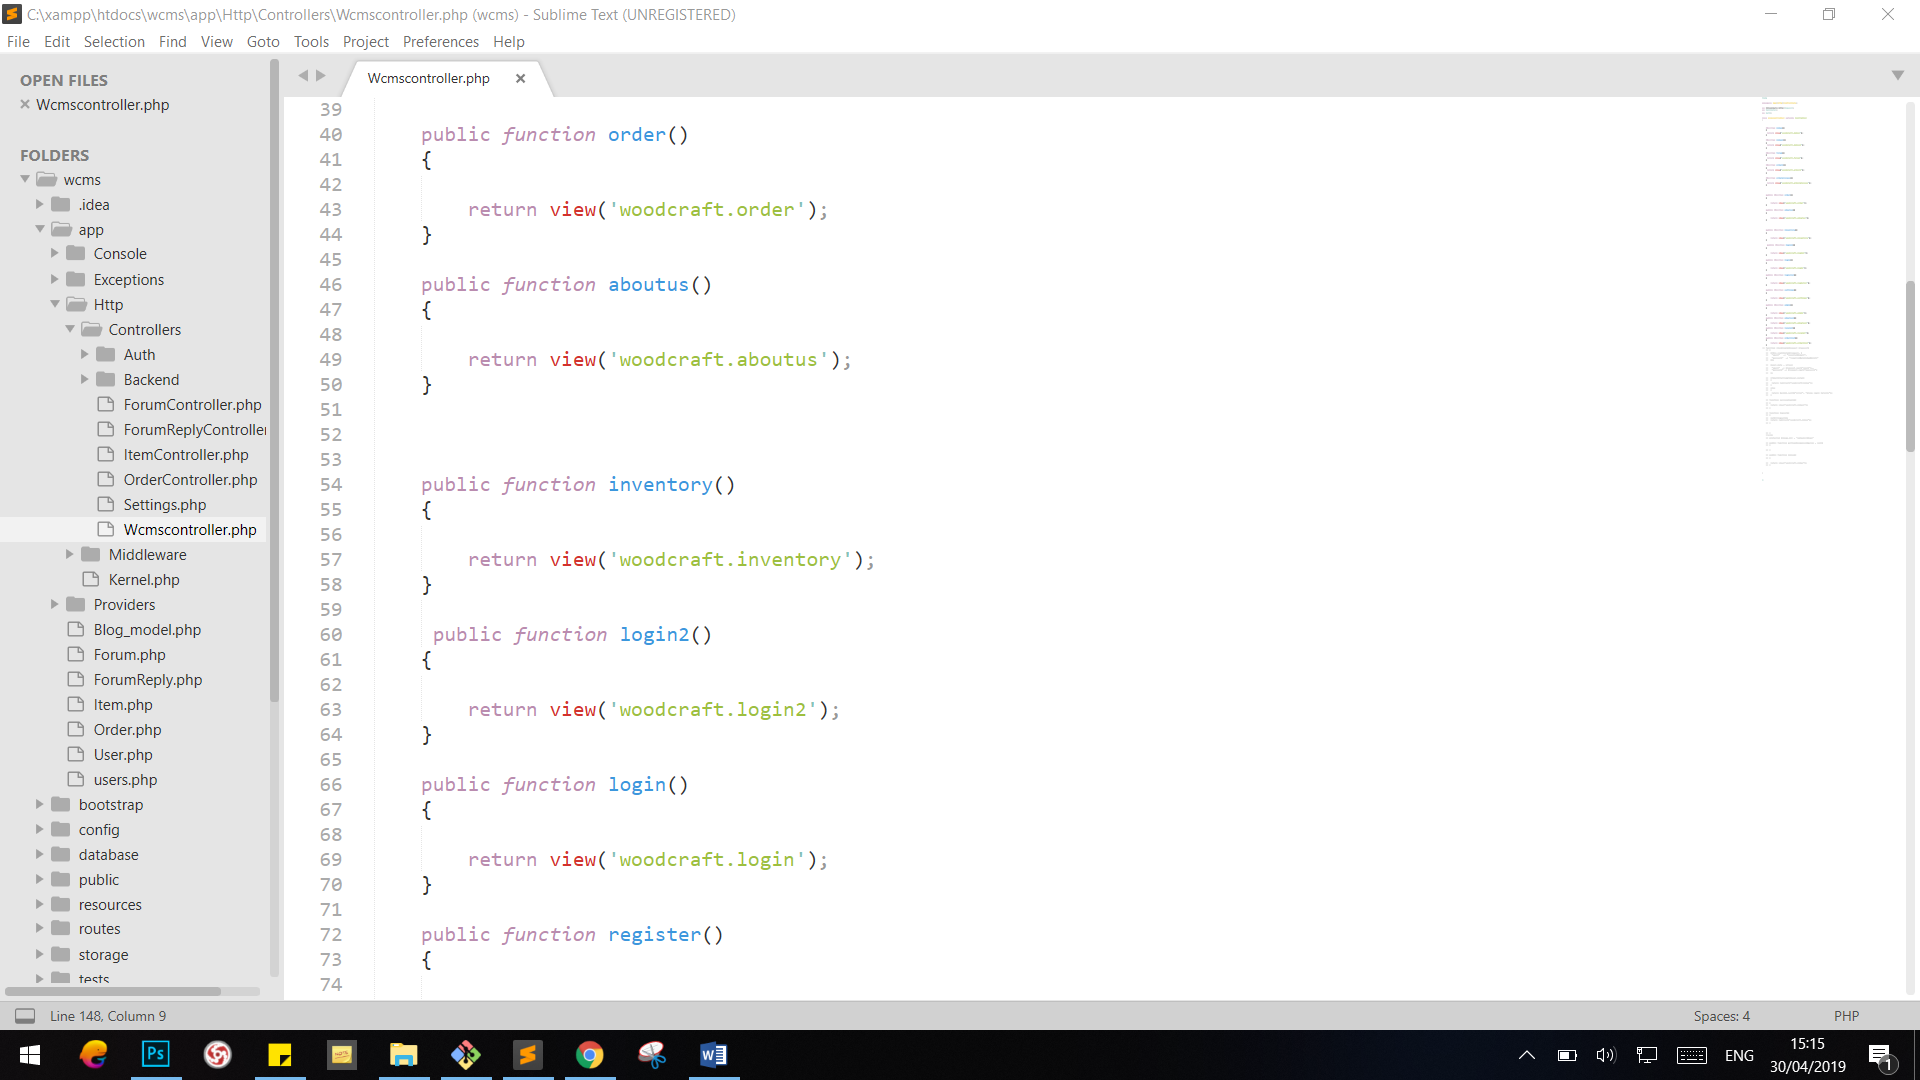 C:\xampp\htdocs\wcms\app\Http\Controllers\Wcmscontroller.php (wcms) - Sublime Text (UNREGISTERED)
File Edit Selection Find View Goto Tools Project Preferences Help
OPEN FILES
Wcmscontroller.php
FOLDERS
wcms
.idea
app
Console
Exceptions
Http
Controllers
Auth
Backend
ForumController.php
ForumReplyController
ItemController.php
OrderController.php
Settings.php
Wcmscontroller.php
Middleware
Kernel.php
Providers
Blog_model.php
Forum.php
ForumReply.php
Item.php
Order.php
User.php
users.php
bootstrap
config
database
public
resources
routes
storage
tests
Wcmscontroller.php
39
40 public function order()
41 {
42
43 return view('woodcraft.order');
44 }
45
46 public function aboutus()
47 {
48
49 return view('woodcraft.aboutus');
50 }
51
52
53
54 public function inventory()
55 {
56
57 return view('woodcraft.inventory');
58 }
59
60 public function login2()
61 {
62
63 return view('woodcraft.login2');
64 }
65
66 public function login()
67 {
68
69 return view('woodcraft.login');
70 }
71
72 public function register()
73 {
74
Line 148, Column 9
Spaces: 4
PHP
Ps
ENG
15:15
30/04/2019
1